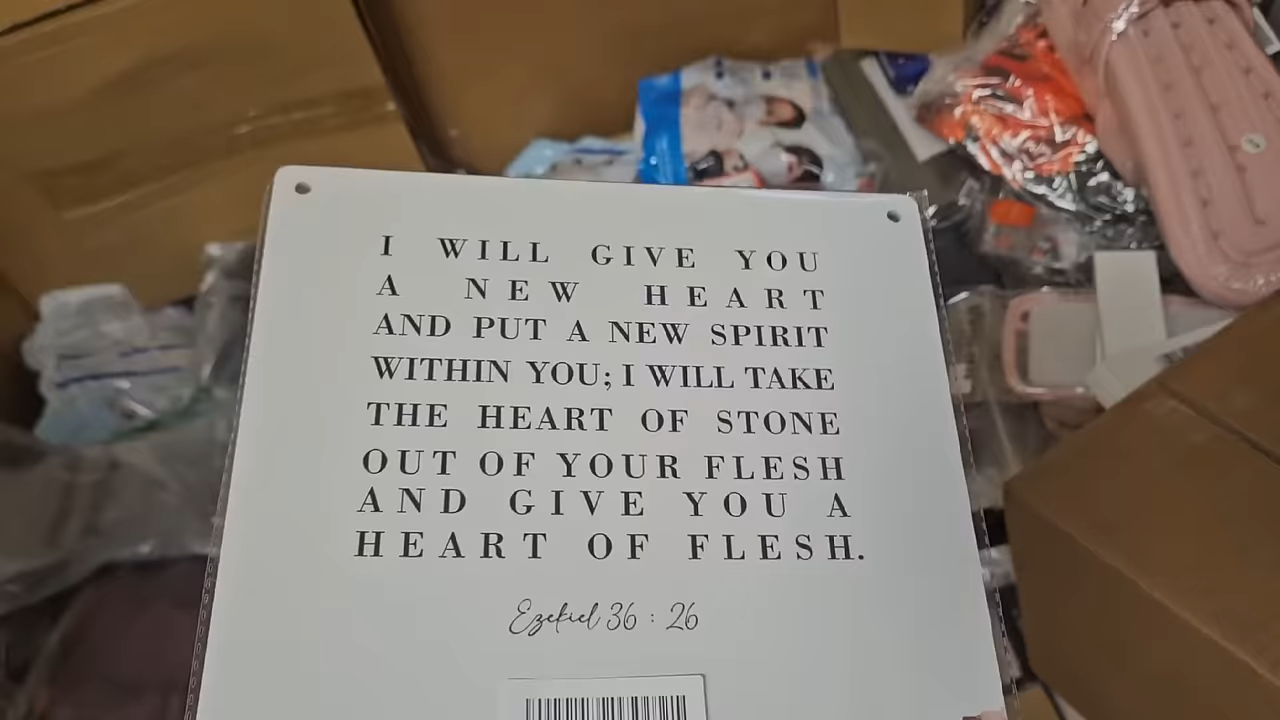 I WILL GIVE YOU
A NEW HEART
AND PUT A NEW SPIRIT
WITHIN YOU; I WILL TAKE
THE HEART OF STONE
OUT OF YOUR FLESH
AND GIVE YOU A
HEART OF FLESH.
Ezekiel 36 : 26